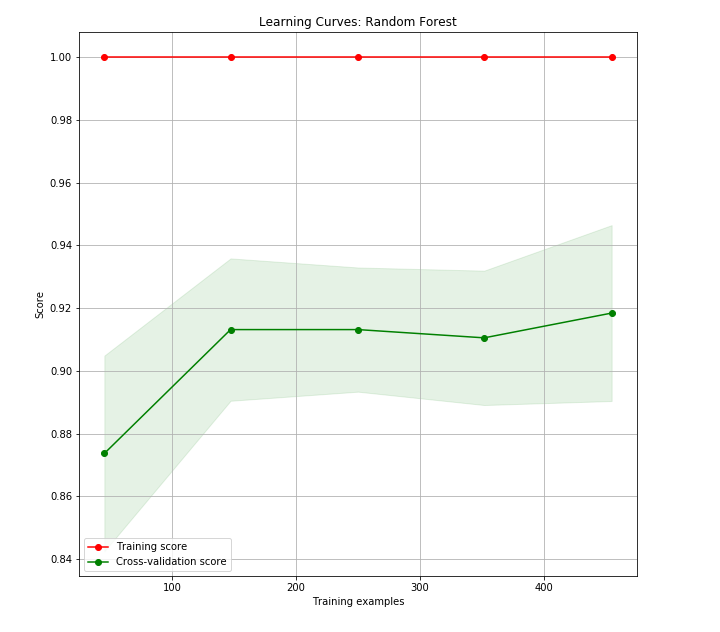 Learning Curves: Random Forest
1.00
0.98
0.96
0.94
0.92
0.90
0.88
0.86
0.84
Score
Training score
Cross-validation score
100 200 300 400
Training examples